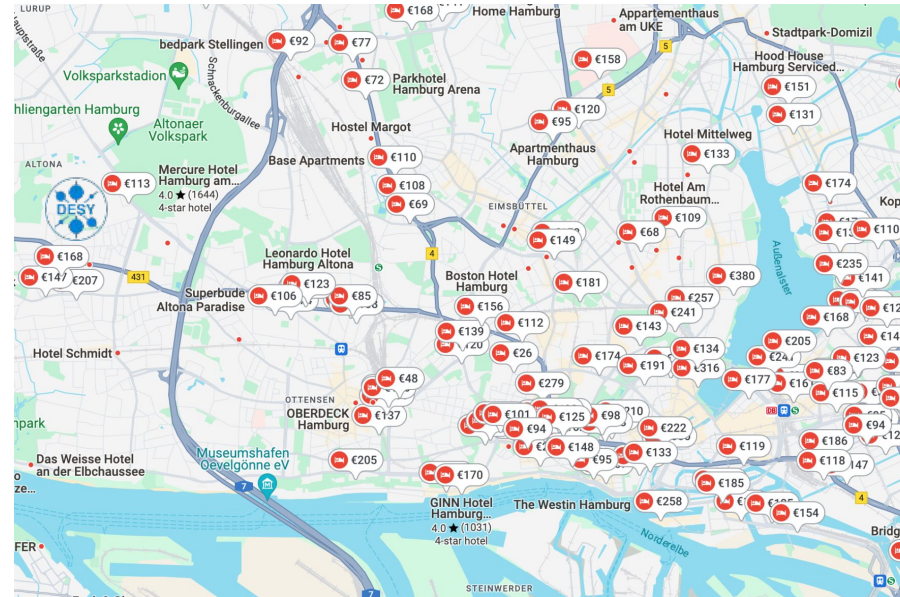 LURUP
€168
Home Hamburg
Appartementhaus
am UKE
Stadtpark-Domizil
bedpark Stellingen
€92
€77
5
€158
Hood House
Hamburg Serviced...
Volksparkstadion
€72
Parkhotel
Hamburg Arena
5
€151
Schnackenburgallee
hliengarten Hamburg
Altonaer
Volkspark
€120
€95
€131
Hostel Margot
Hotel Mittelweg
Apartmenthaus
Hamburg
€133
ALTONA
Base Apartments
€110
Mercure Hotel
Hamburg am...
€113
4.0 ★ (1644)
4-star hotel
€108
€69
Hotel Am
Rothenbaum...
€174
DESY
EIMSBÜTTEL
€109
€68
€110
€149
4
€168
Leonardo Hotel
Hamburg Altona
Außenalster
€235
€207
431
€123
Boston Hotel
Hamburg
€181
€380
€141
Superbude
Altona Paradise
€106
€85
€156
€257
€241
€168
€139
€112
€143
€205
Hotel Schmidt
€26
€174
€134
€123
€191
€316
€83
€48
€279
€177
€115
OTTENSEN
OBERDECK
Hamburg
€137
€101
€125
€98
€94
€222
€94
€186
Das Weisse Hotel
an der Elbchaussee
Museumshafen
Oevelgönne eV
€205
€148
€119
€95
€133
€118
7
€170
€185
GINN Hotel
Hamburg...
4.0 ★ (1031)
4-star hotel
The Westin Hamburg
€258
€154
4
Norderelbe
Bridg
FER
STEINWERDER
7